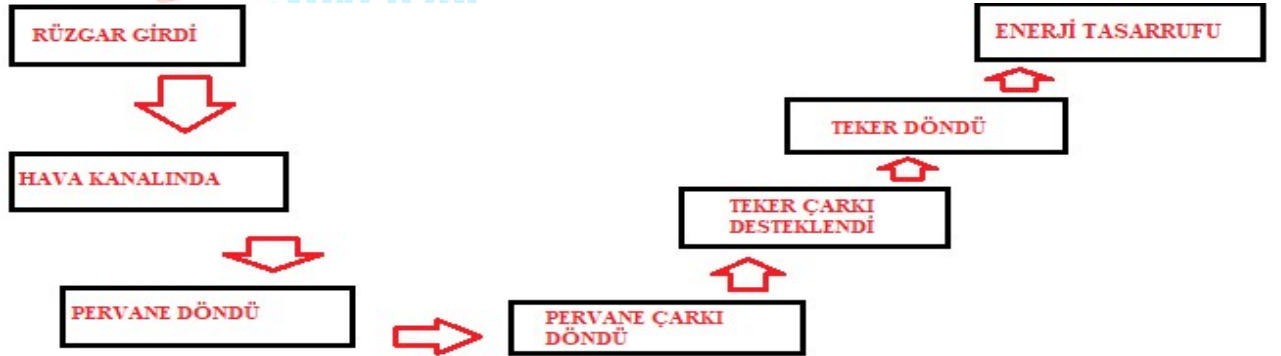 RÜZGAR GİRDİ
HAVA KANALINDA
PERVANE DÖNDÜ
PERVANE ÇARKI
DÖNDÜ
TEKER ÇARKI
DESTEKLENDİ
TEKER DÖNDÜ
ENERJİ TASARRUFU